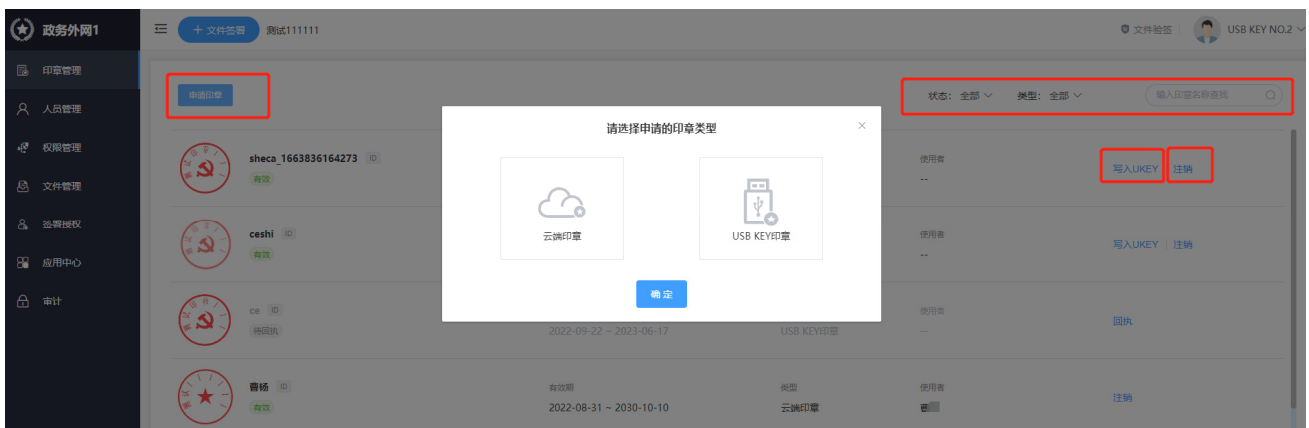 政务外网1
+ 文件签署 测试111111
文件验签 USB KEY NO.2
印章管理
人员管理
权限管理
文件管理
签署授权
应用中心
审计
申请印章
状态: 全部 类型: 全部 输入印章名称查找
请选择申请的印章类型
云端印章 USB KEY印章
确定
sheca_1663836164273 ID
有效
使用者
--
写入UKEY 注销
ceshi ID
有效
使用者
--
写入UKEY 注销
ce ID
待回执
2022-09-22 ~ 2023-06-17
USB KEY印章
使用者
--
回执
曹杨 ID
有效
有效期
2022-08-31 ~ 2030-10-10
类型
云端印章
使用者
曹
注销